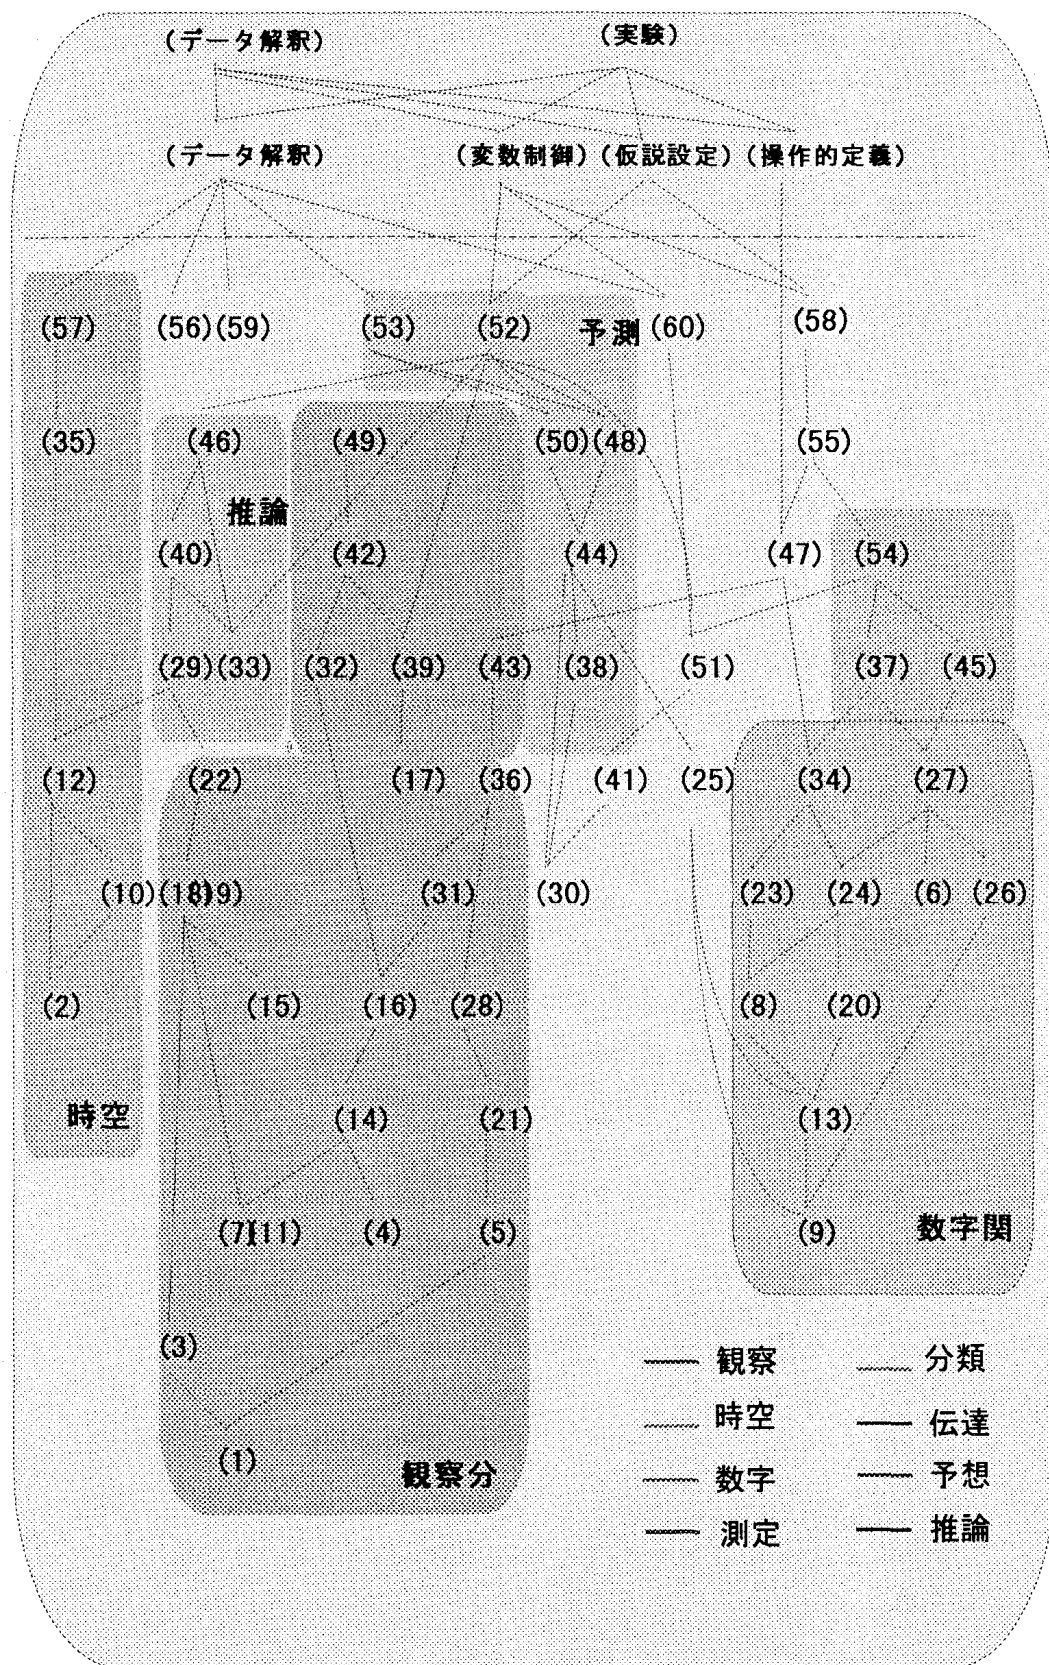 (データ解釈) (実験)
(データ解釈) (変数制御) (仮説設定) (操作的定義)
(57) (56) (59) (53) (52) 予測 (60) (58)
(35) (46) (49) (50) (48) (55)
推論
(40) (42) (44) (47) (54)
(29) (33) (32) (39) (43) (38) (51) (37) (45)
(12) (22) (17) (36) (41) (25) (34) (27)
(10) (18) (31) (30) (23) (24) (6) (26)
(2) (15) (16) (28) (8) (20)
時空 (14) (21) (13)
(7) (11) (4) (5) (9) 数字関
(3)
観察 分類
時空 伝達
(1) 観察分 数字 予想
測定 推論